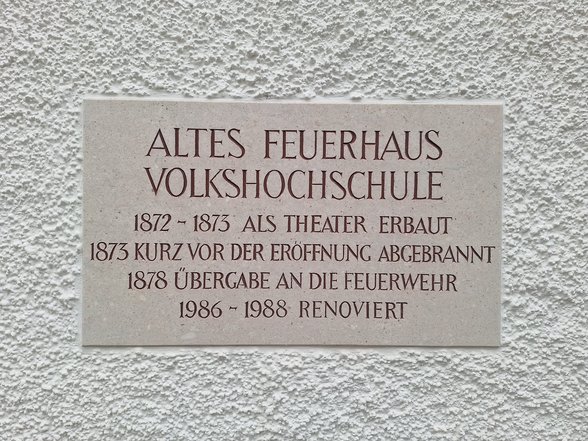 ALTES FEUERHAUS
VOLKSHOCHSCHULE
1872 - 1873 ALS THEATER ERBAUT
1873 KURZ VOR DER ERÖFFNUNG ABGEBRANNT
1878 ÜBERGABE AN DIE FEUERWEHR
1986 - 1988 RENOVIERT